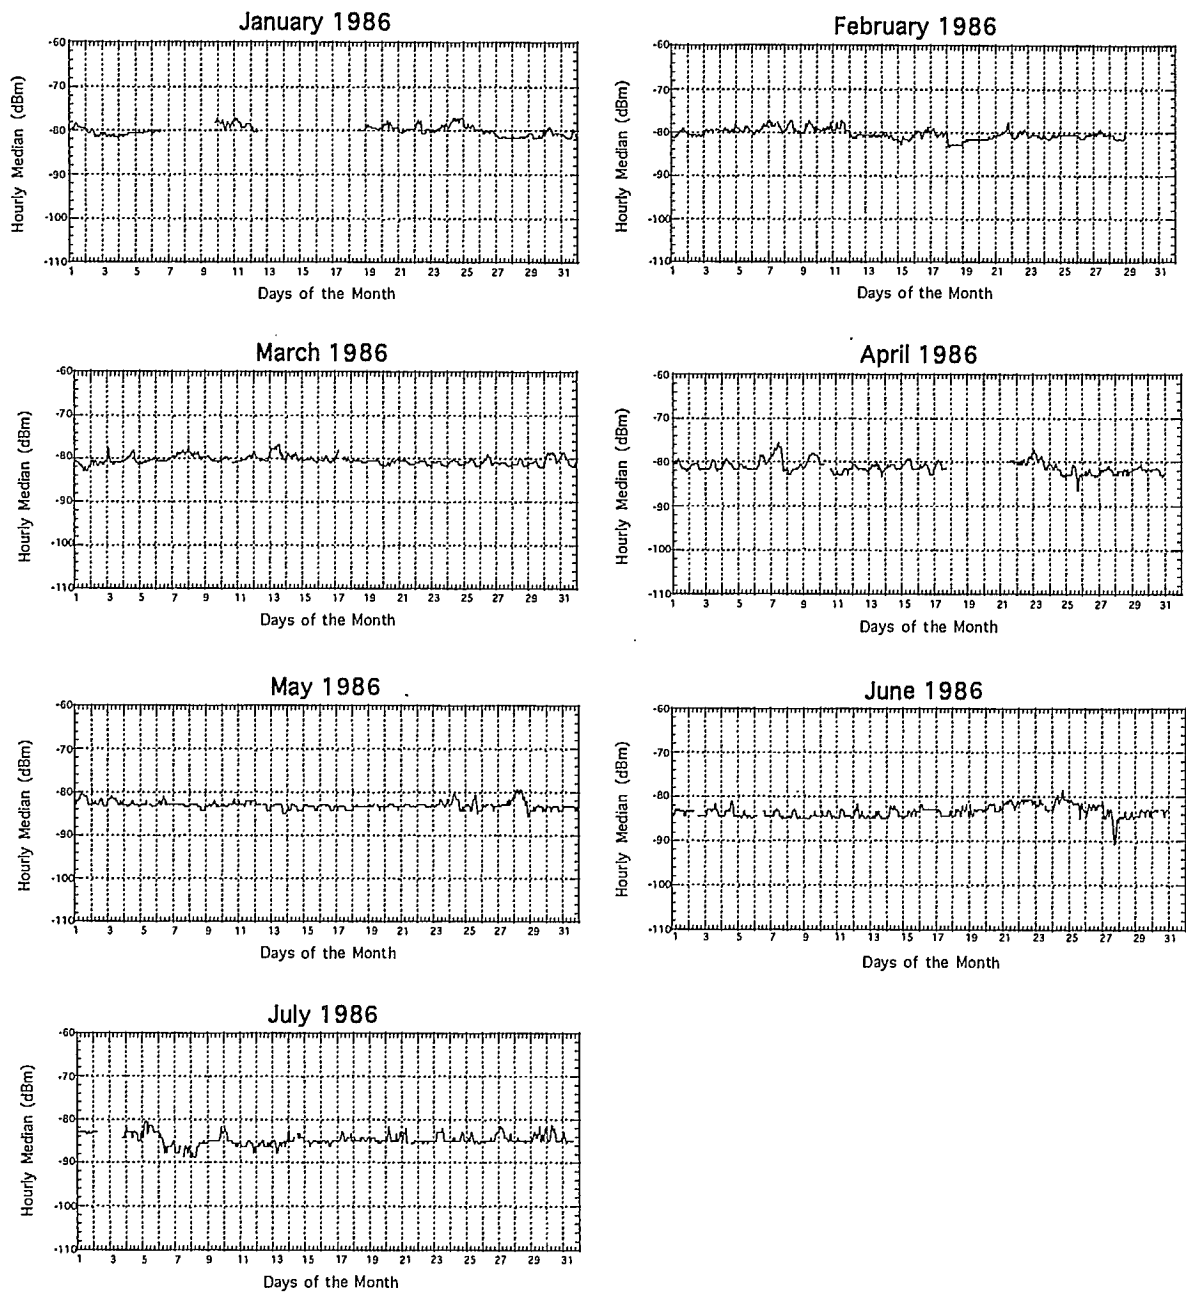 January 1986
-60
-70
-80
-90
-100
-110
Hourly Median (dBm)
1 3 5 7 9 11 13 15 17 19 21 23 25 27 29 31
Days of the Month
February 1986
-60
-70
-80
-90
-100
-110
Hourly Median (dBm)
1 3 5 7 9 11 13 15 17 19 21 23 25 27 29 31
Days of the Month
March 1986
-60
-70
-80
-90
-100
-110
Hourly Median (dBm)
1 3 5 7 9 11 13 15 17 19 21 23 25 27 29 31
Days of the Month
April 1986
-60
-70
-80
-90
-100
-110
Hourly Median (dBm)
1 3 5 7 9 11 13 15 17 19 21 23 25 27 29 31
Days of the Month
May 1986
-60
-70
-80
-90
-100
-110
Hourly Median (dBm)
1 3 5 7 9 11 13 15 17 19 21 23 25 27 29 31
Days of the Month
June 1986
-60
-70
-80
-90
-100
-110
Hourly Median (dBm)
1 3 5 7 9 11 13 15 17 19 21 23 25 27 29 31
Days of the Month
July 1986
-60
-70
-80
-90
-100
-110
Hourly Median (dBm)
1 3 5 7 9 11 13 15 17 19 21 23 25 27 29 31
Days of the Month